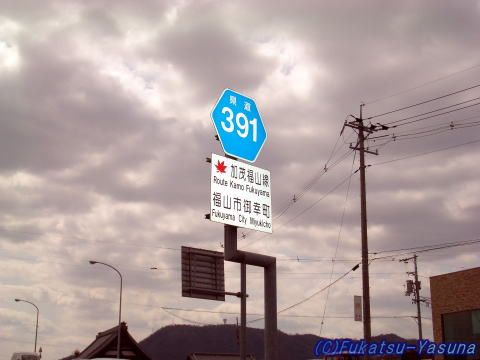 県道
391
加茂福山線
Route Kamo Fukuyama
福山市御幸町
Fukuyama City Miyukicho
(C)Fukatsu-Yasuna